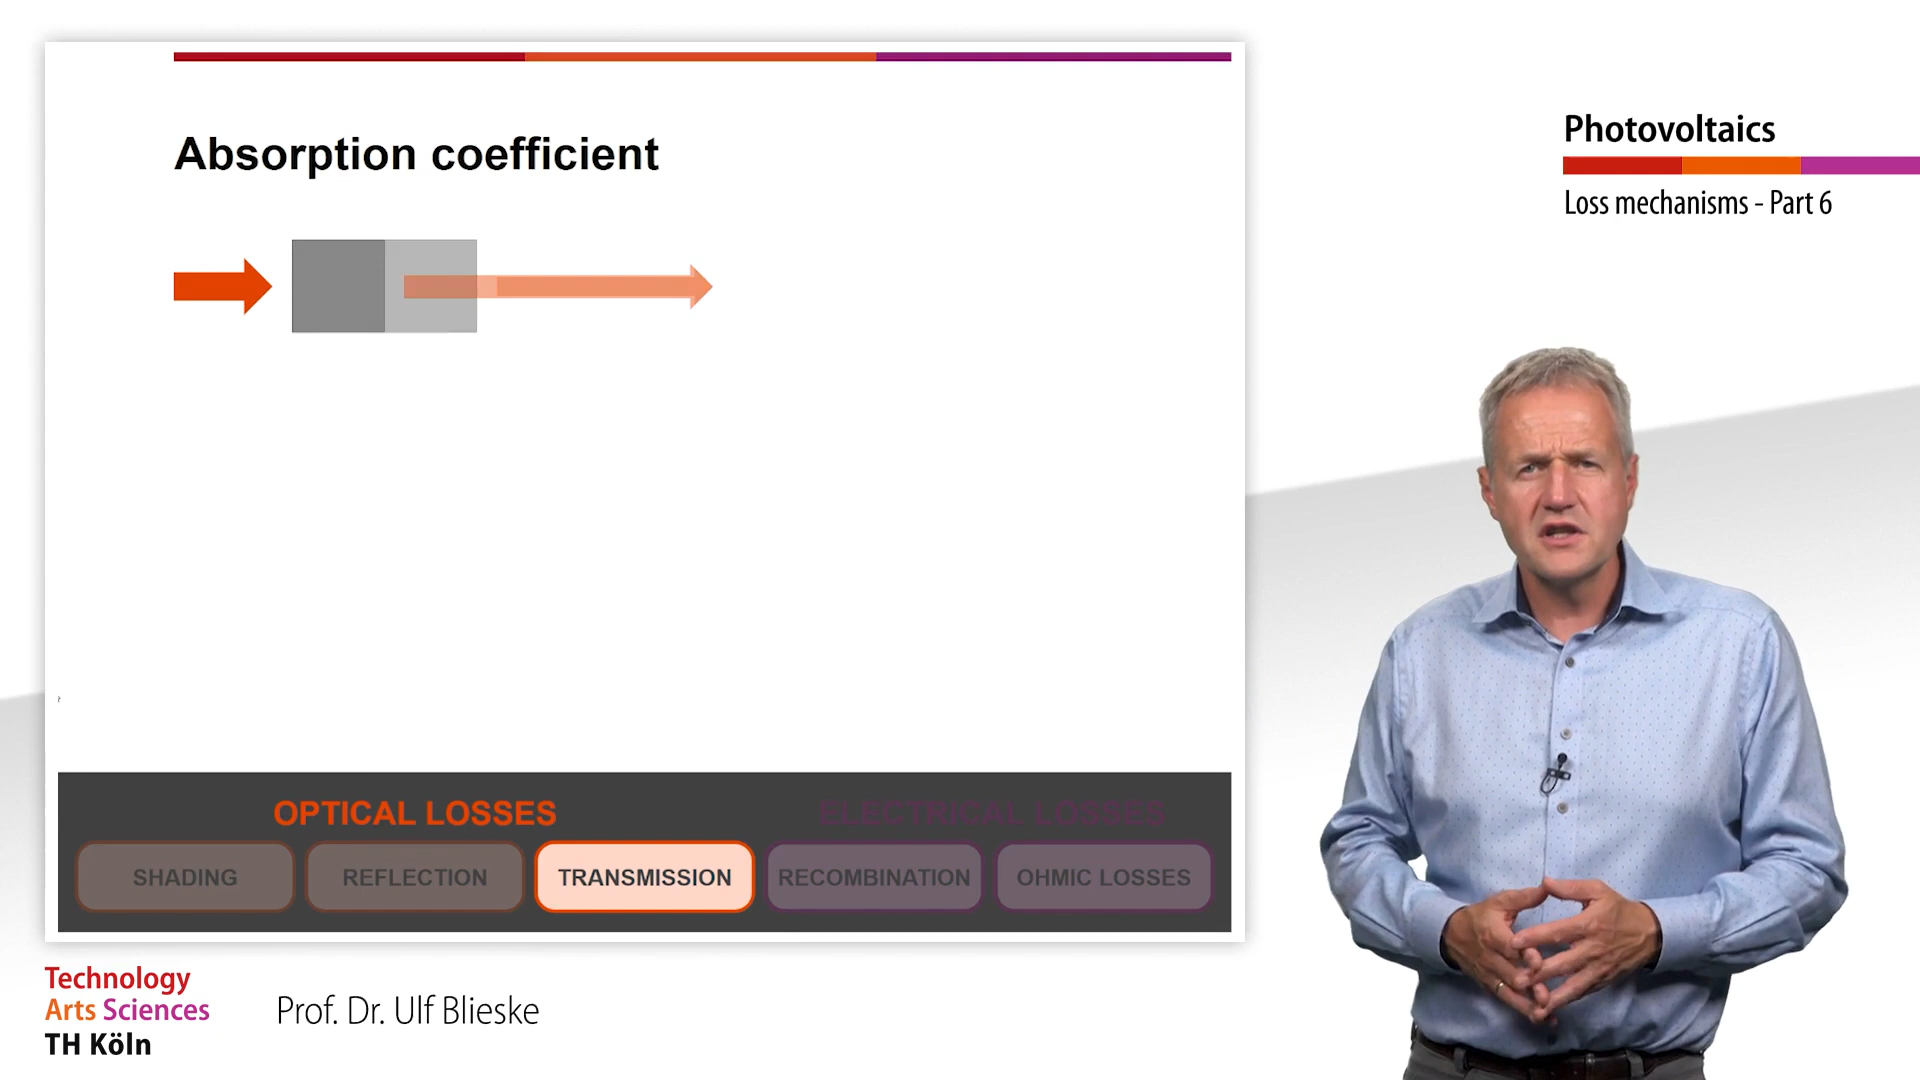 Absorption coefficient
OPTICAL LOSSES
ELECTRICAL LOSSES
SHADING
REFLECTION
TRANSMISSION
RECOMBINATION
OHMIC LOSSES
Photovoltaics
Loss mechanisms - Part 6
Technology
Arts Sciences
TH Köln
Prof. Dr. Ulf Blieske